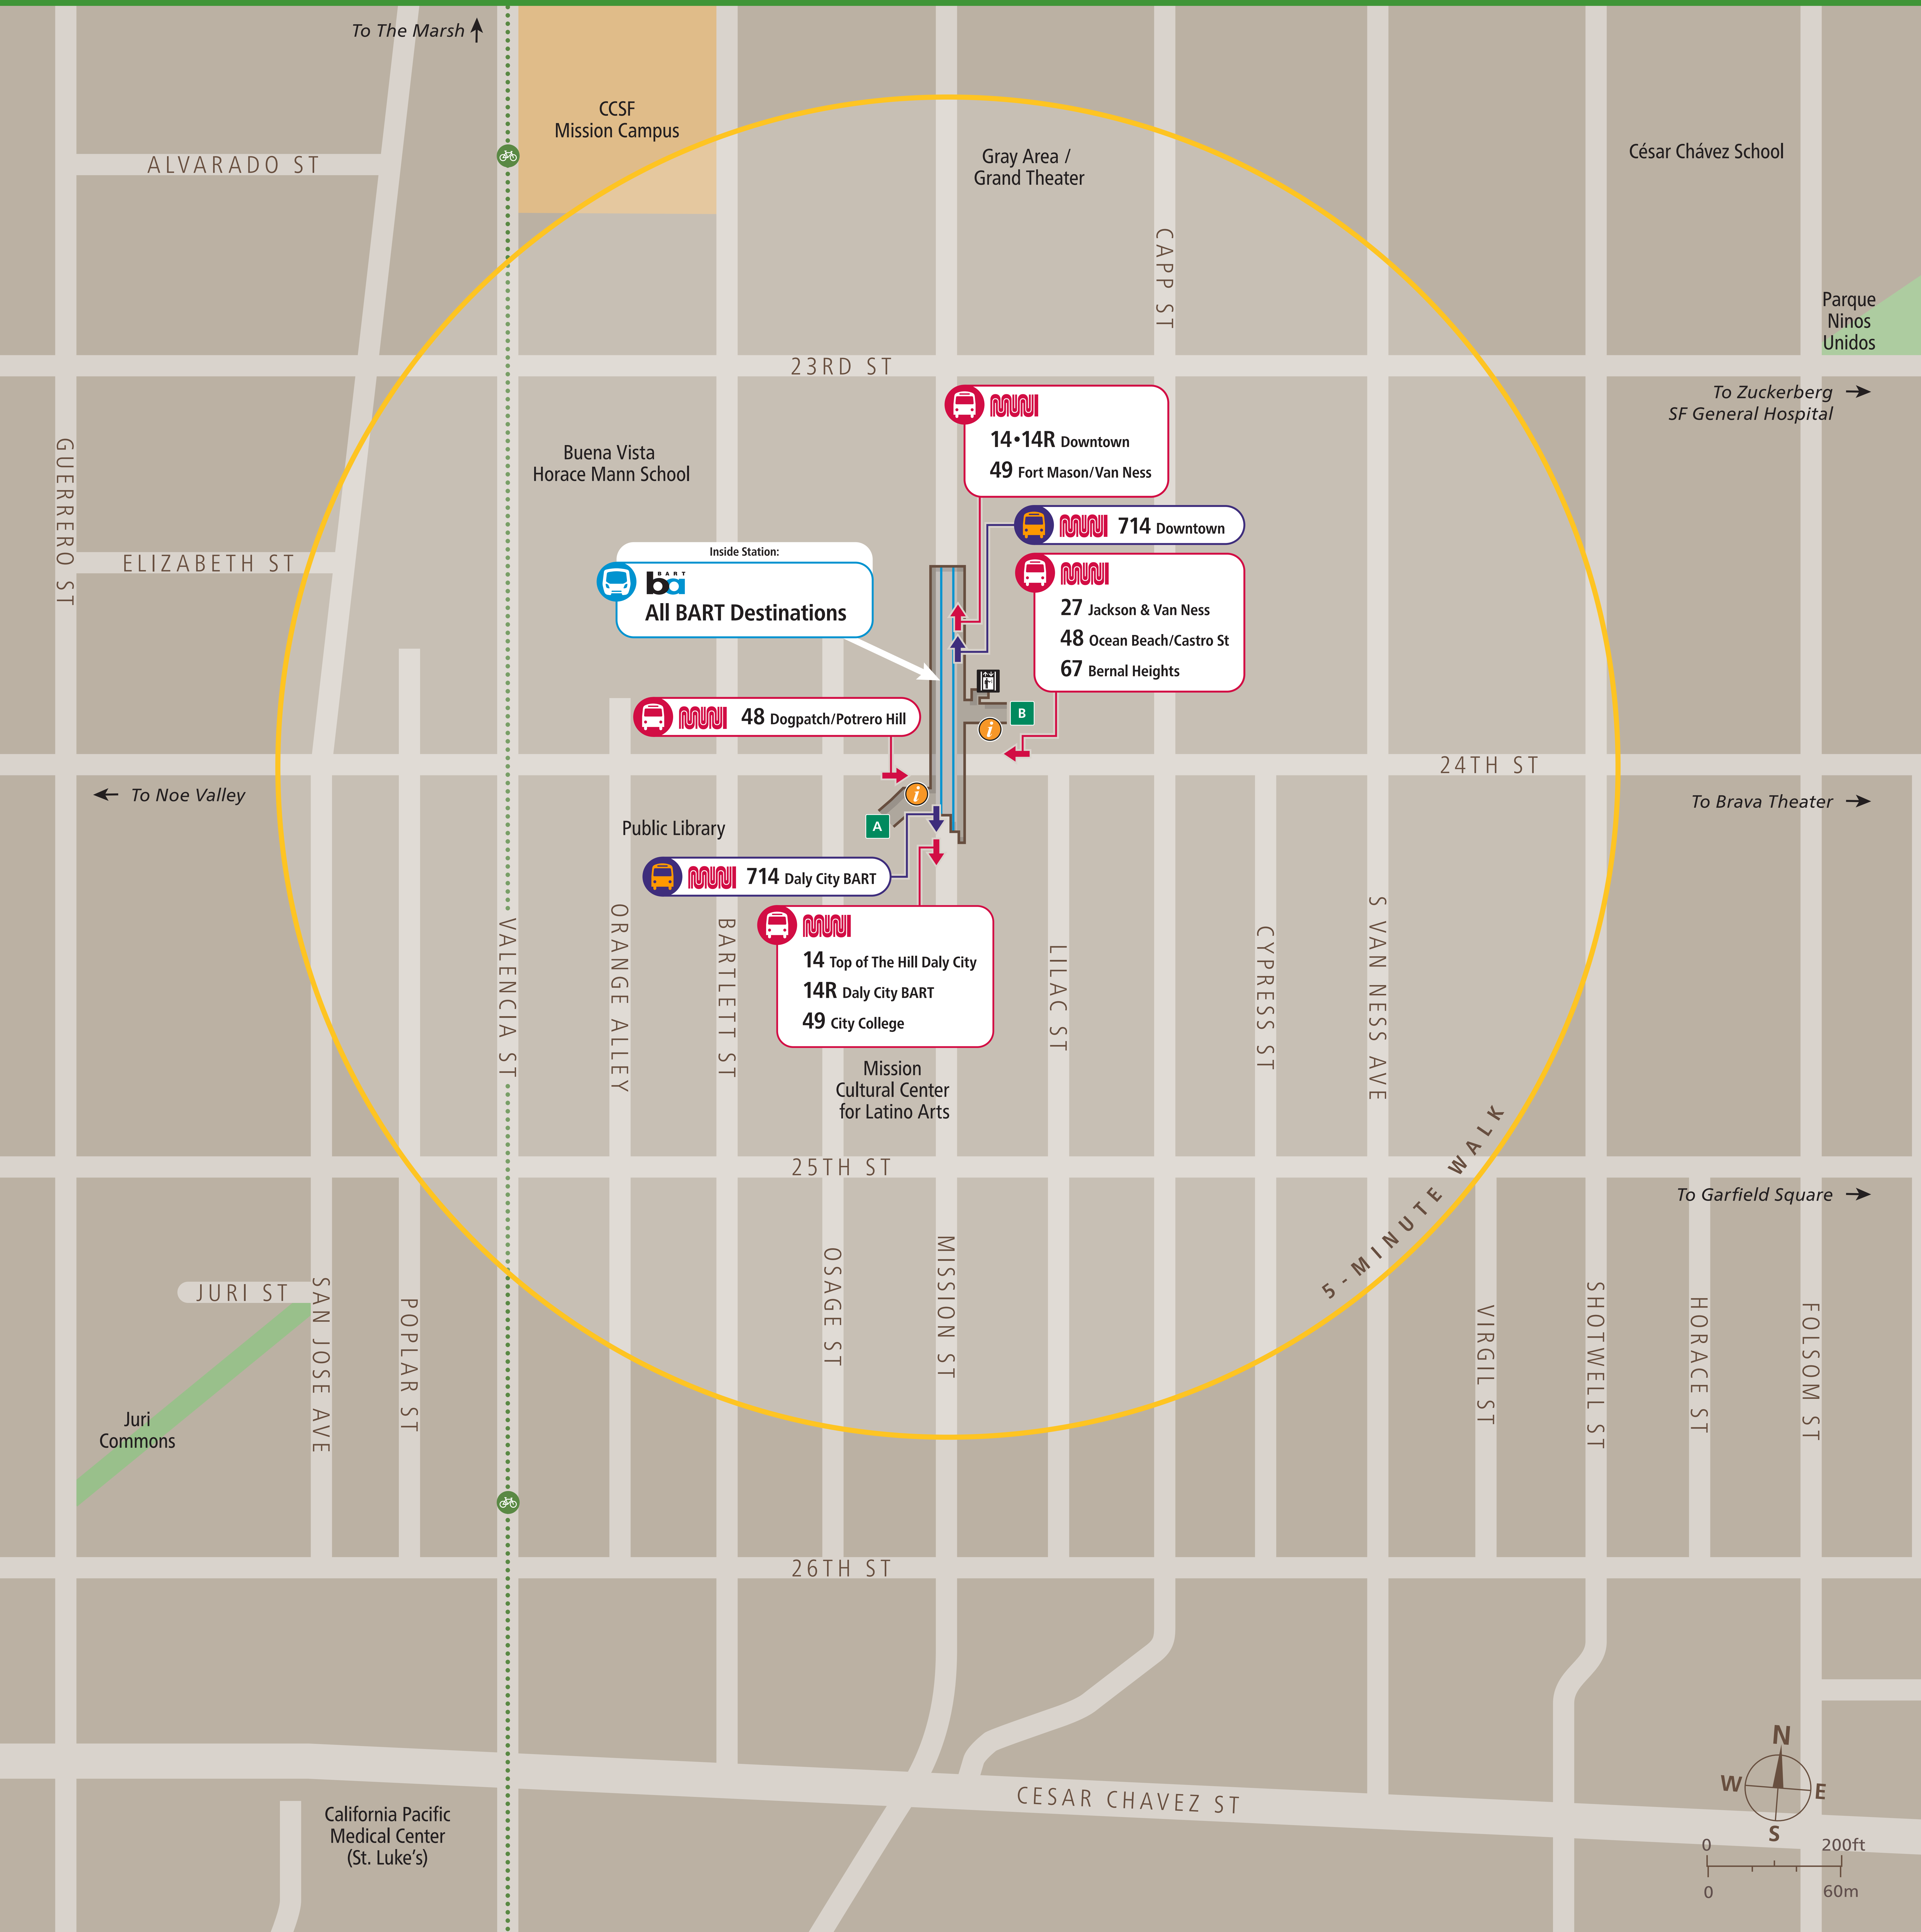 To The Marsh
CCSF
Mission Campus
ALVARADO ST
Gray Area /
Grand Theater
César Chávez School
CAPP ST
Parque
Ninos
Unidos
23RD ST
To Zuckerberg
SF General Hospital
MUNI
14•14R Downtown
49 Fort Mason/Van Ness
GUERRERO ST
Buena Vista
Horace Mann School
MUNI 714 Downtown
ELIZABETH ST
Inside Station:
BART
ba
All BART Destinations
MUNI
27 Jackson & Van Ness
48 Ocean Beach/Castro St
67 Bernal Heights
MUNI 48 Dogpatch/Potrero Hill
B
i
24TH ST
To Noe Valley
i
To Brava Theater
A
Public Library
MUNI 714 Daly City BART
MUNI
14 Top of The Hill Daly City
14R Daly City BART
49 City College
VALENCIA ST
ORANGE ALLEY
BARTLETT ST
LILAC ST
CYPRESS ST
S VAN NESS AVE
Mission
Cultural Center
for Latino Arts
5-MINUTE WALK
25TH ST
To Garfield Square
JURI ST
SAN JOSE AVE
POPLAR ST
OSAGE ST
MISSION ST
VIRGIL ST
SHOTWELL ST
HORACE ST
FOLSOM ST
Juri
Commons
26TH ST
CESAR CHAVEZ ST
California Pacific
Medical Center
(St. Luke's)
N
W
E
S
0 200ft
0 60m